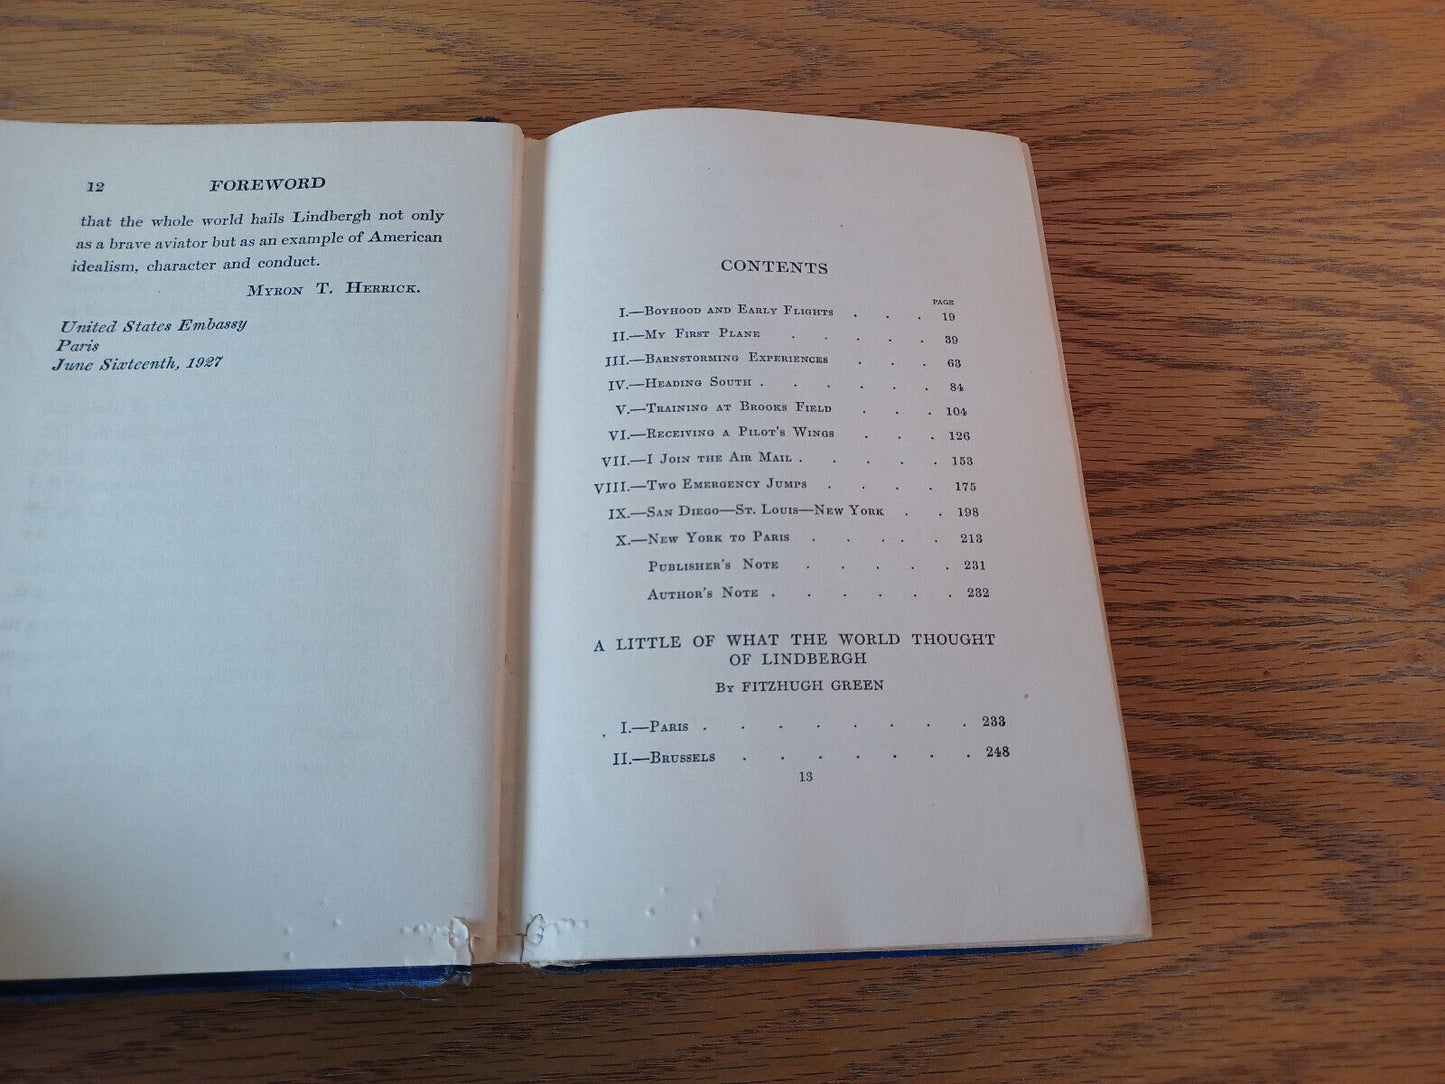 12 FOREWORD
that the whole world hails Lindbergh not only
as a brave aviator but as an example of American
idealism, character and conduct.
Myron T. Herrick.
United States Embassy
Paris
June Sixteenth, 1927
CONTENTS
PAGE
I.—Boyhood and Early Flights . . . 19
II.—My First Plane . . . . . 39
III.—Barnstorming Experiences . . . 63
IV.—Heading South . . . . . . 84
V.—Training at Brooks Field . . . 104
VI.—Receiving a Pilot's Wings . . . 126
VII.—I Join the Air Mail . . . . . 153
VIII.—Two Emergency Jumps . . . . 175
IX.—San Diego—St. Louis—New York . . 198
X.—New York to Paris . . . . . 213
Publisher's Note . . . . . 231
Author's Note . . . . . . 232
A LITTLE OF WHAT THE WORLD THOUGHT
OF LINDBERGH
By FITZHUGH GREEN
I.—Paris . . . . . . . . 233
II.—Brussels . . . . . . . 248
13